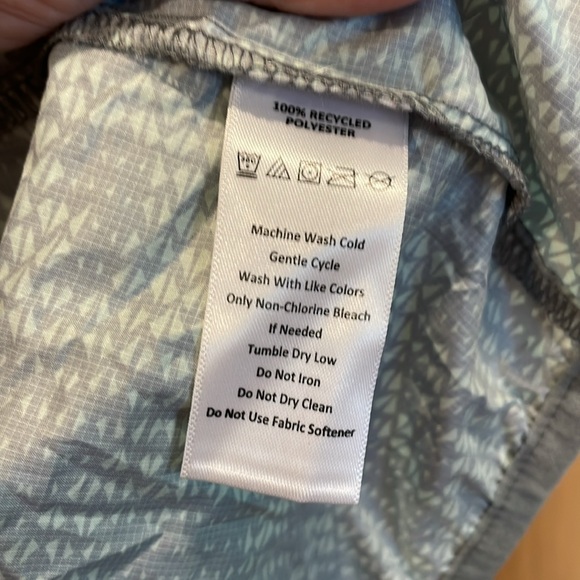 100% RECYCLED
POLYESTER
Machine Wash Cold
Gentle Cycle
Wash With Like Colors
Only Non-Chlorine Bleach
If Needed
Tumble Dry Low
Do Not Iron
Do Not Dry Clean
Do Not Use Fabric Softener